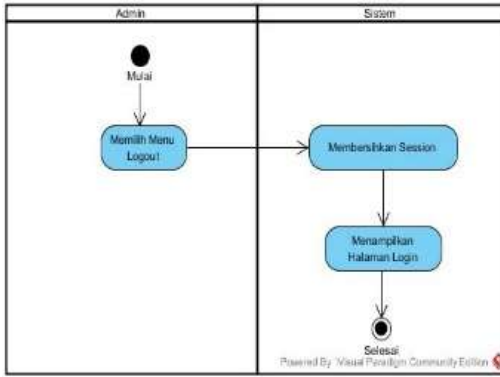 Admin
Sistem
Mulai
Memilih Menu
Logout
Membersihkan Session
Menampilkan
Halaman Login
Selesai
Powered By Visual Paradigm Community Edition